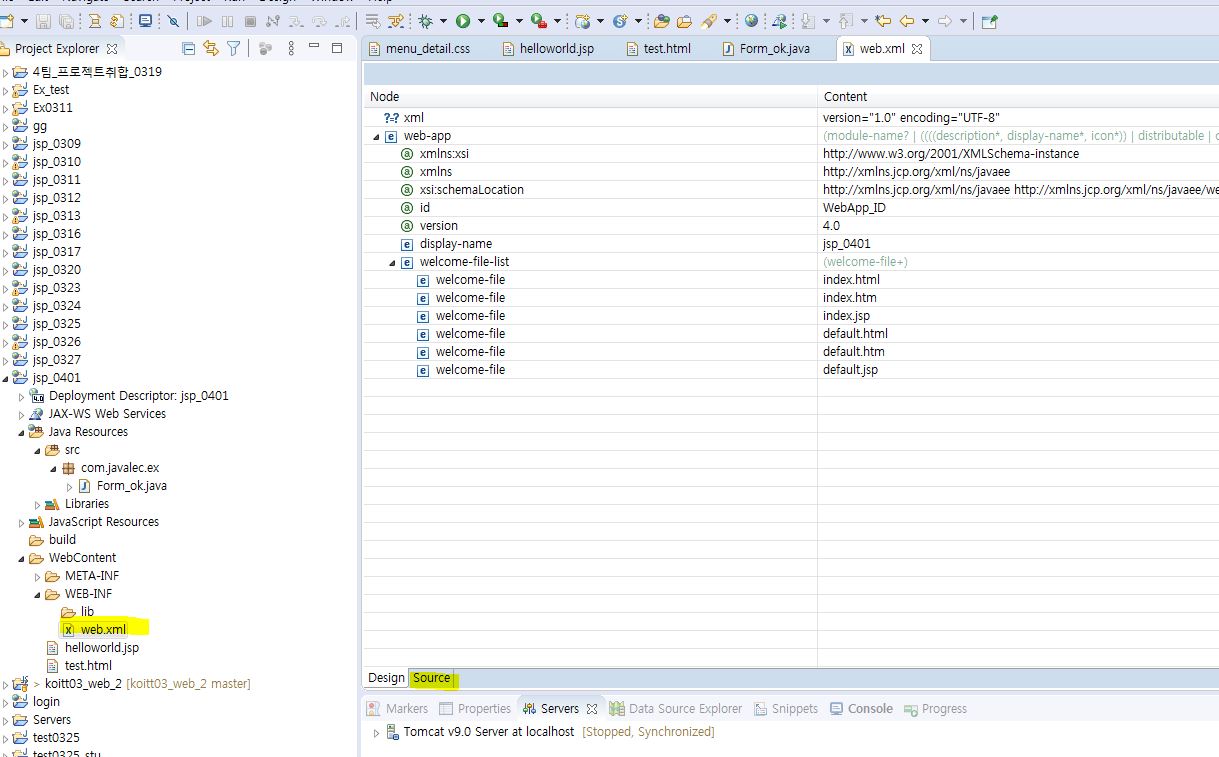 Project Explorer
4팀_프로젝트취합_0319
Ex_test
Ex0311
gg
jsp_0309
jsp_0310
jsp_0311
jsp_0312
jsp_0313
jsp_0316
jsp_0317
jsp_0320
jsp_0323
jsp_0324
jsp_0325
jsp_0326
jsp_0327
jsp_0401
Deployment Descriptor: jsp_0401
JAX-WS Web Services
Java Resources
src
com.javalec.ex
Form_ok.java
Libraries
JavaScript Resources
build
WebContent
META-INF
WEB-INF
lib
web.xml
helloworld.jsp
test.html
> koitt03_web_2 [koitt03_web_2 master]
login
Servers
test0325
test0325_stu
menu_detail.css helloworld.jsp test.html Form_ok.java web.xml
Node Content
?=? xml version="1.0" encoding="UTF-8"
web-app (module-name? | ((((description*, display-name*, icon*)) | distributable |
xmlns:xsi http://www.w3.org/2001/XMLSchema-instance
xmlns http://xmlns.jcp.org/xml/ns/javaee
xsi:schemaLocation http://xmlns.jcp.org/xml/ns/javaee http://xmlns.jcp.org/xml/ns/javaee/we
id WebApp_ID
version 4.0
display-name jsp_0401
welcome-file-list (welcome-file+)
welcome-file index.html
welcome-file index.htm
welcome-file index.jsp
welcome-file default.html
welcome-file default.htm
welcome-file default.jsp
Design Source
Markers Properties Servers Data Source Explorer Snippets Console Progress
Tomcat v9.0 Server at localhost [Stopped, Synchronized]